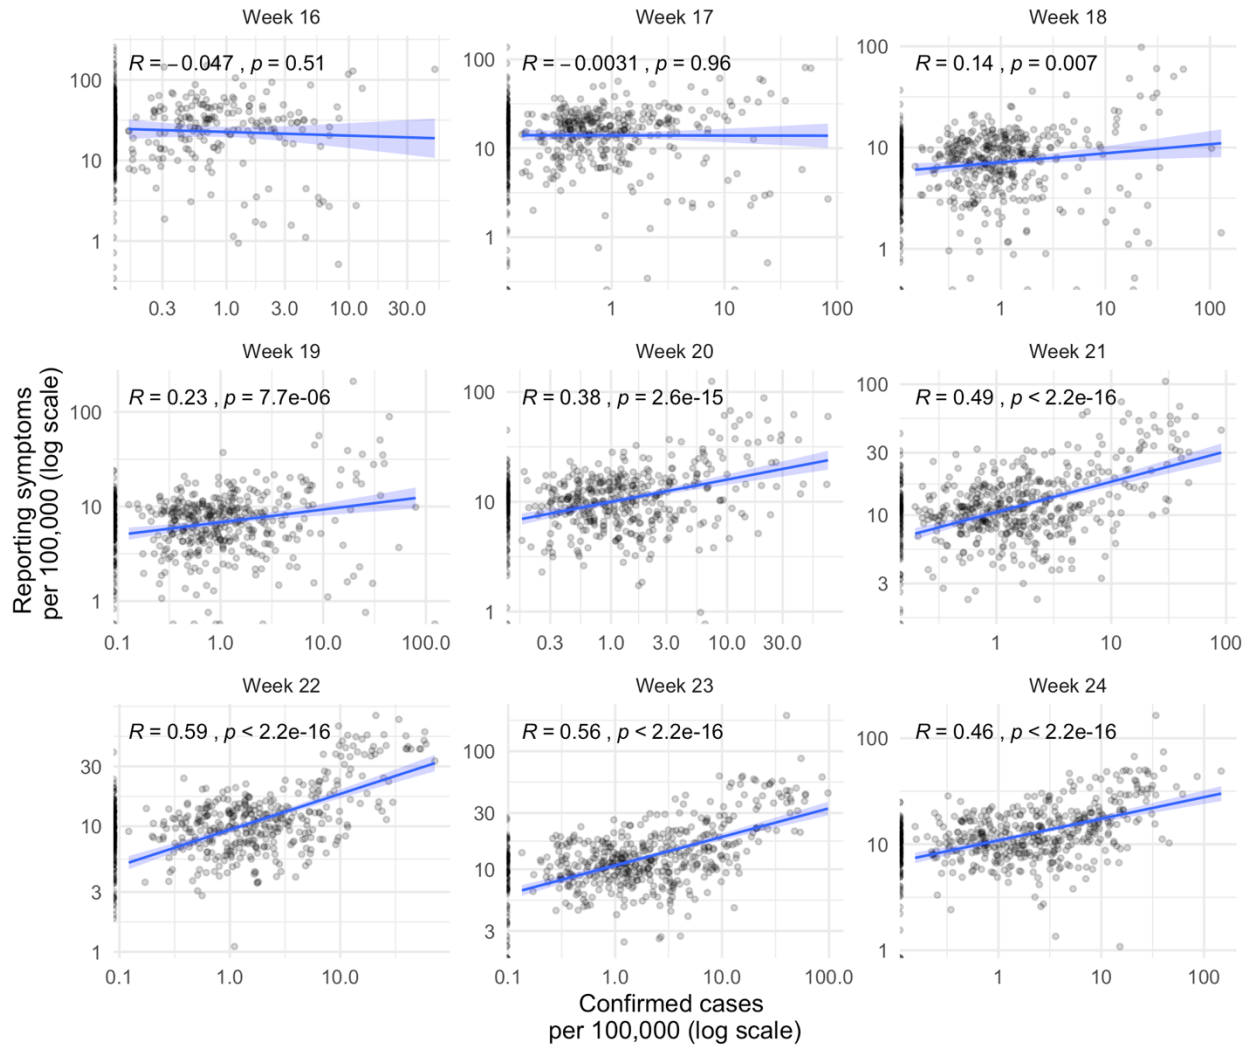 Week 16
Week 17
Week 18
R = −0.047 , p = 0.51
R = −0.0031 , p = 0.96
R = 0.14 , p = 0.007
100
10
1
100
10
1
100
10
1
0.3 1.0 3.0 10.0 30.0
1 10 100
1 10 100
Week 19
Week 20
Week 21
R = 0.23 , p = 7.7e-06
R = 0.38 , p = 2.6e-15
R = 0.49 , p < 2.2e-16
Reporting symptoms
per 100,000 (log scale)
100
10
1
100
10
1
100
30
10
3
0.1 1.0 10.0 100.0
0.3 1.0 3.0 10.0 30.0
1 10 100
Week 22
Week 23
Week 24
R = 0.59 , p < 2.2e-16
R = 0.56 , p < 2.2e-16
R = 0.46 , p < 2.2e-16
30
10
3
1
100
30
10
3
100
10
1
0.1 1.0 10.0
0.1 1.0 10.0 100.0
1 10 100
Confirmed cases
per 100,000 (log scale)